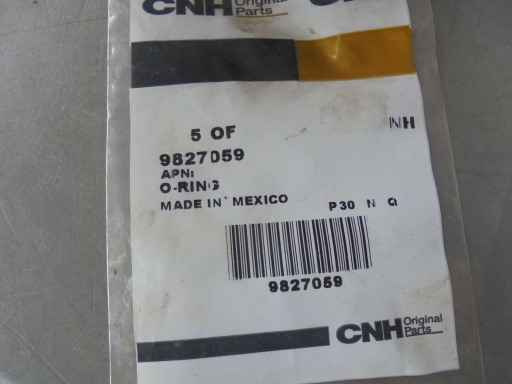 CNH Original Parts
5 OF
NH
9827059
APN:
O-RING
MADE IN MEXICO P30 N G
9827059
CNH Original Parts